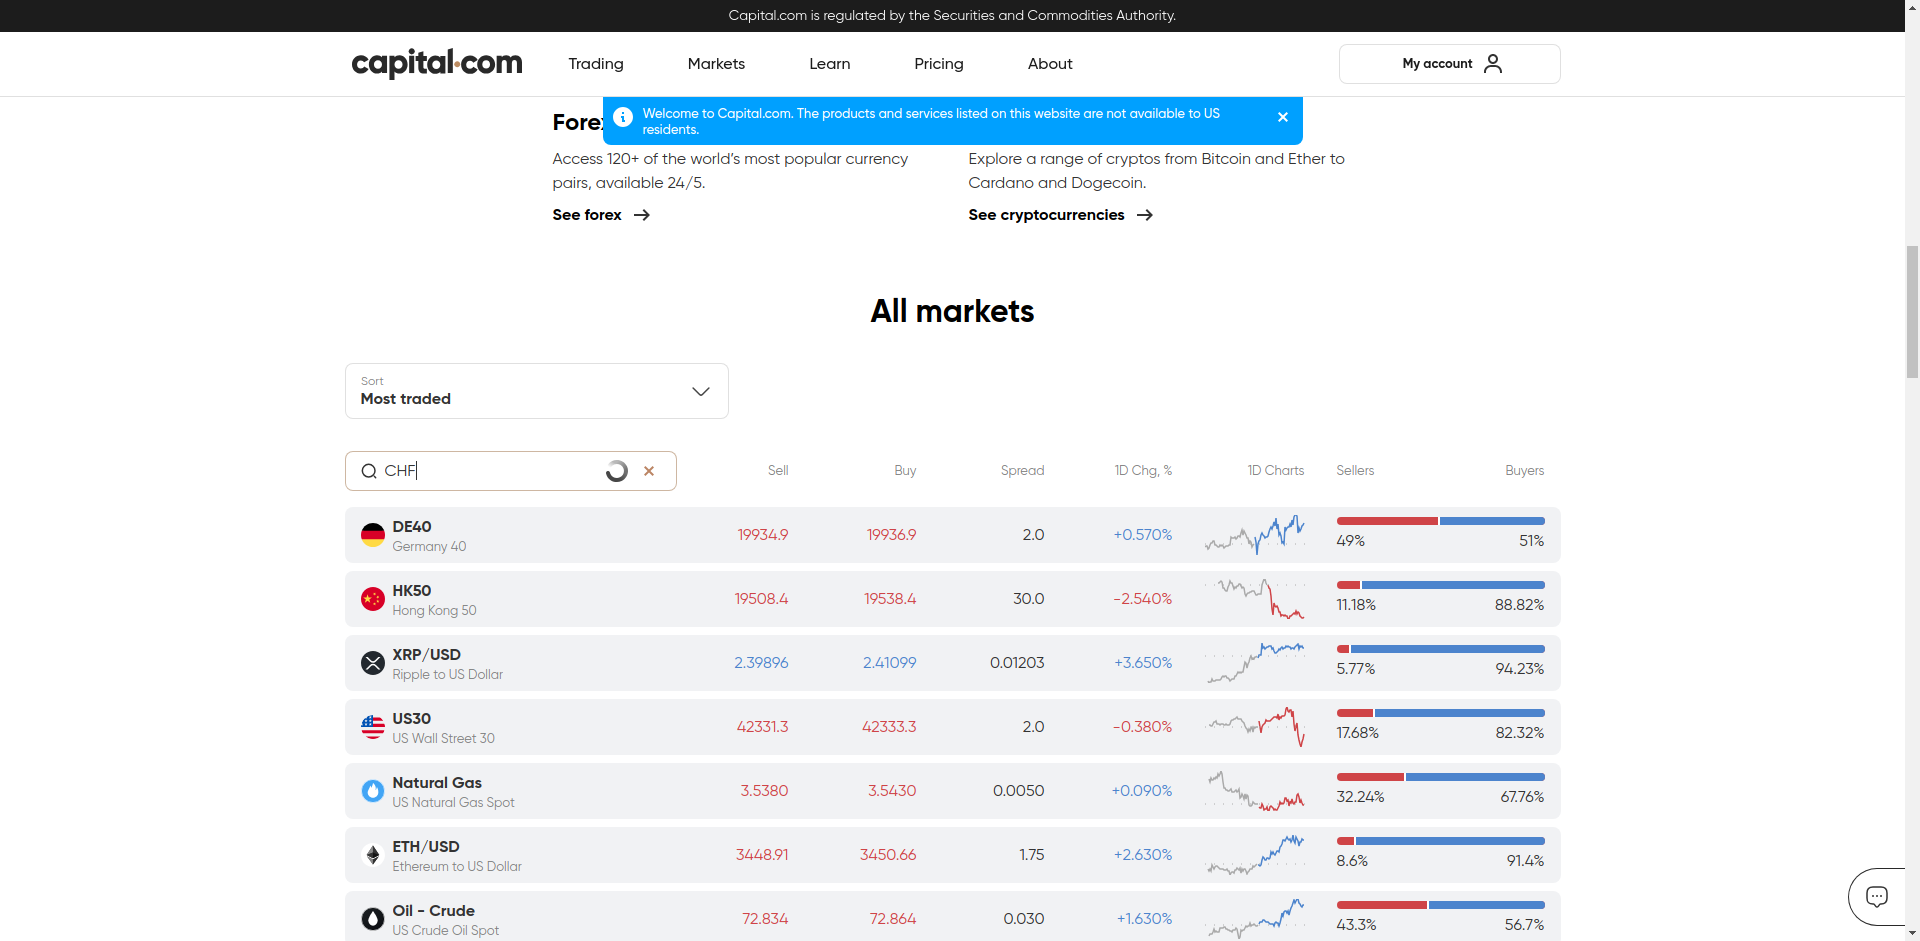 Capital.com is regulated by the Securities and Commodities Authority.
capital.com Trading Markets Learn Pricing About My account
Welcome to Capital.com. The products and services listed on this website are not available to US
residents.
Access 120+ of the world's most popular currency
pairs, available 24/5.
See forex
Explore a range of cryptos from Bitcoin and Ether to
Cardano and Dogecoin.
See cryptocurrencies
All markets
Sort
Most traded
CHF Sell Buy Spread 1D Chg, % 1D Charts Sellers Buyers
DE40
Germany 40
19934.9 19936.9 2.0 +0.570% 49% 51%
HK50
Hong Kong 50
19508.4 19538.4 30.0 -2.540% 11.18% 88.82%
XRP/USD
Ripple to US Dollar
2.39896 2.41099 0.01203 +3.650% 5.77% 94.23%
US30
US Wall Street 30
42331.3 42333.3 2.0 -0.380% 17.68% 82.32%
Natural Gas
US Natural Gas Spot
3.5380 3.5430 0.0050 +0.090% 32.24% 67.76%
ETH/USD
Ethereum to US Dollar
3448.91 3450.66 1.75 +2.630% 8.6% 91.4%
Oil - Crude
US Crude Oil Spot
72.834 72.864 0.030 +1.630% 43.3% 56.7%